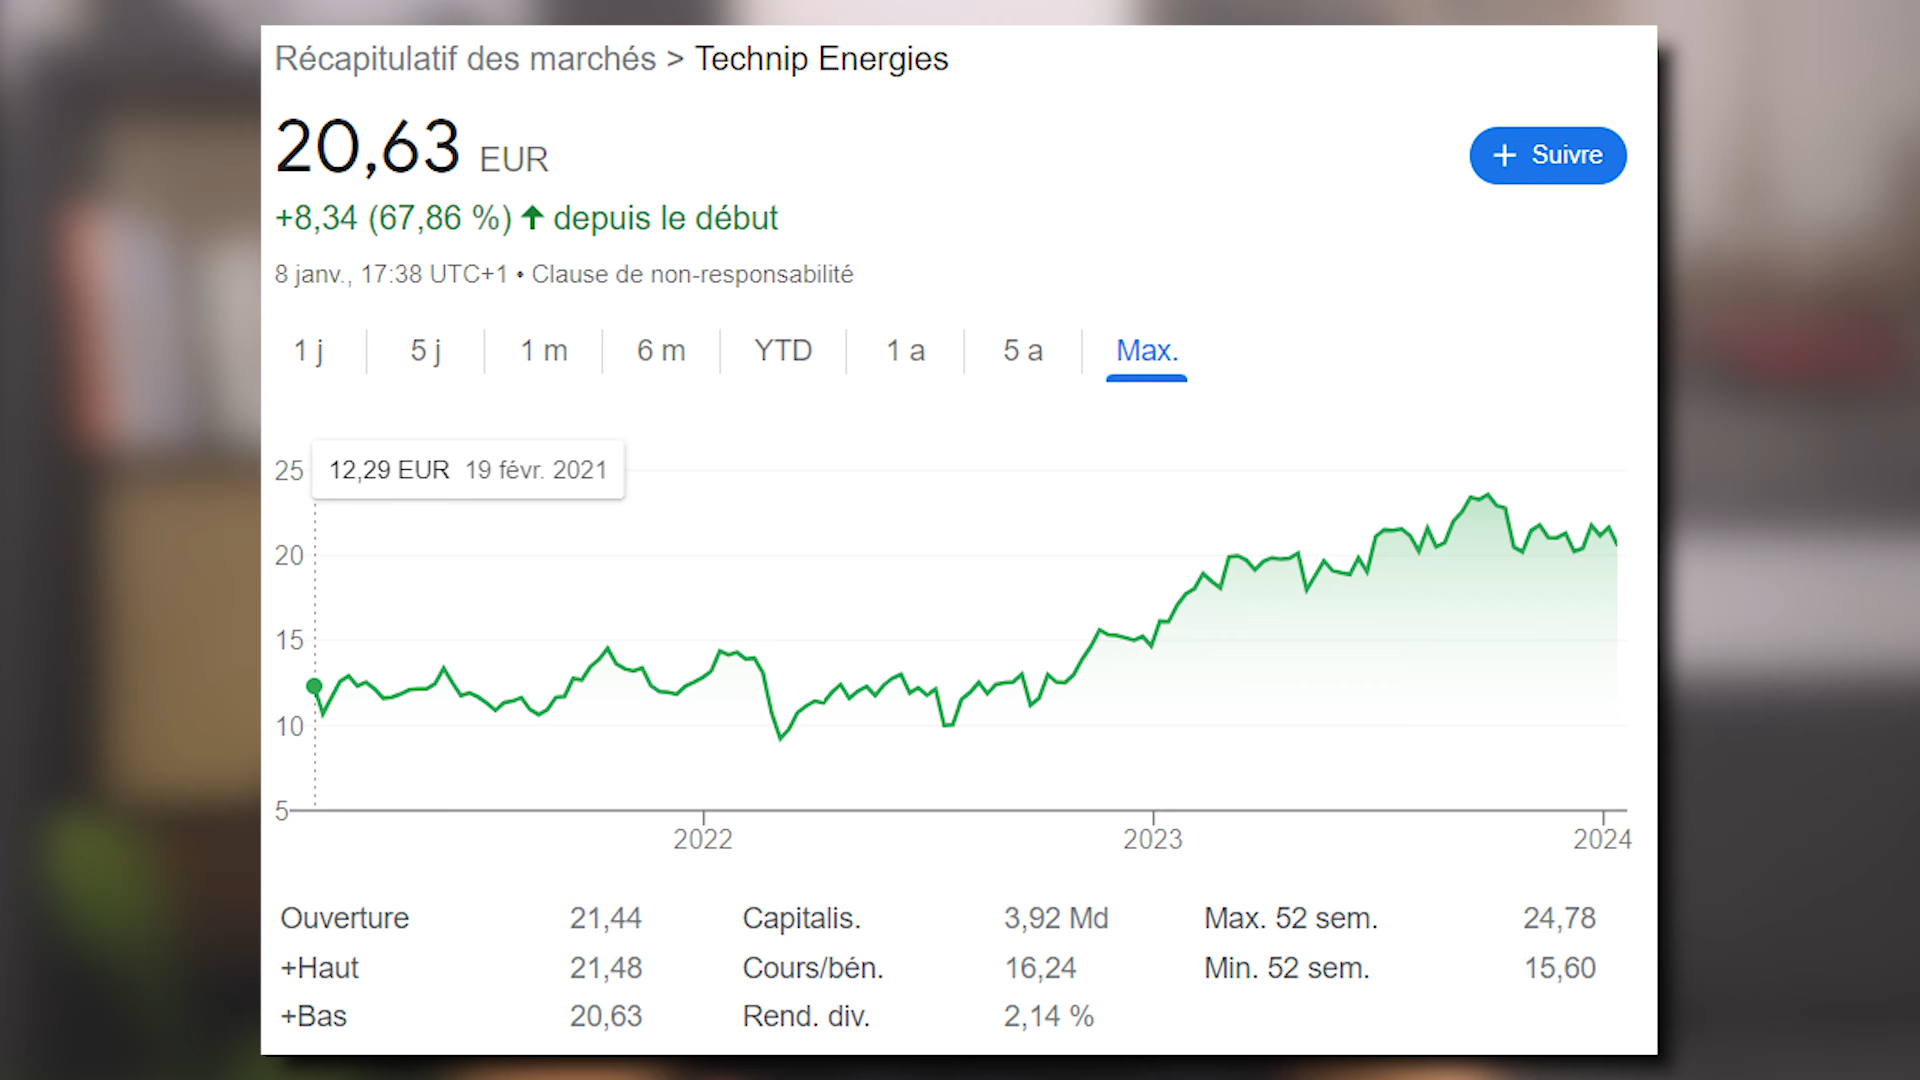 Récapitulatif des marchés > Technip Energies
20,63 EUR
+ Suivre
+8,34 (67,86 %) ↑ depuis le début
8 janv., 17:38 UTC+1 • Clause de non-responsabilité
1 j 5 j 1 m 6 m YTD 1 a 5 a Max.
12,29 EUR 19 févr. 2021
25
20
15
10
5
2022 2023 2024
Ouverture 21,44 Capitalis. 3,92 Md Max. 52 sem. 24,78
+Haut 21,48 Cours/bén. 16,24 Min. 52 sem. 15,60
+Bas 20,63 Rend. div. 2,14 %